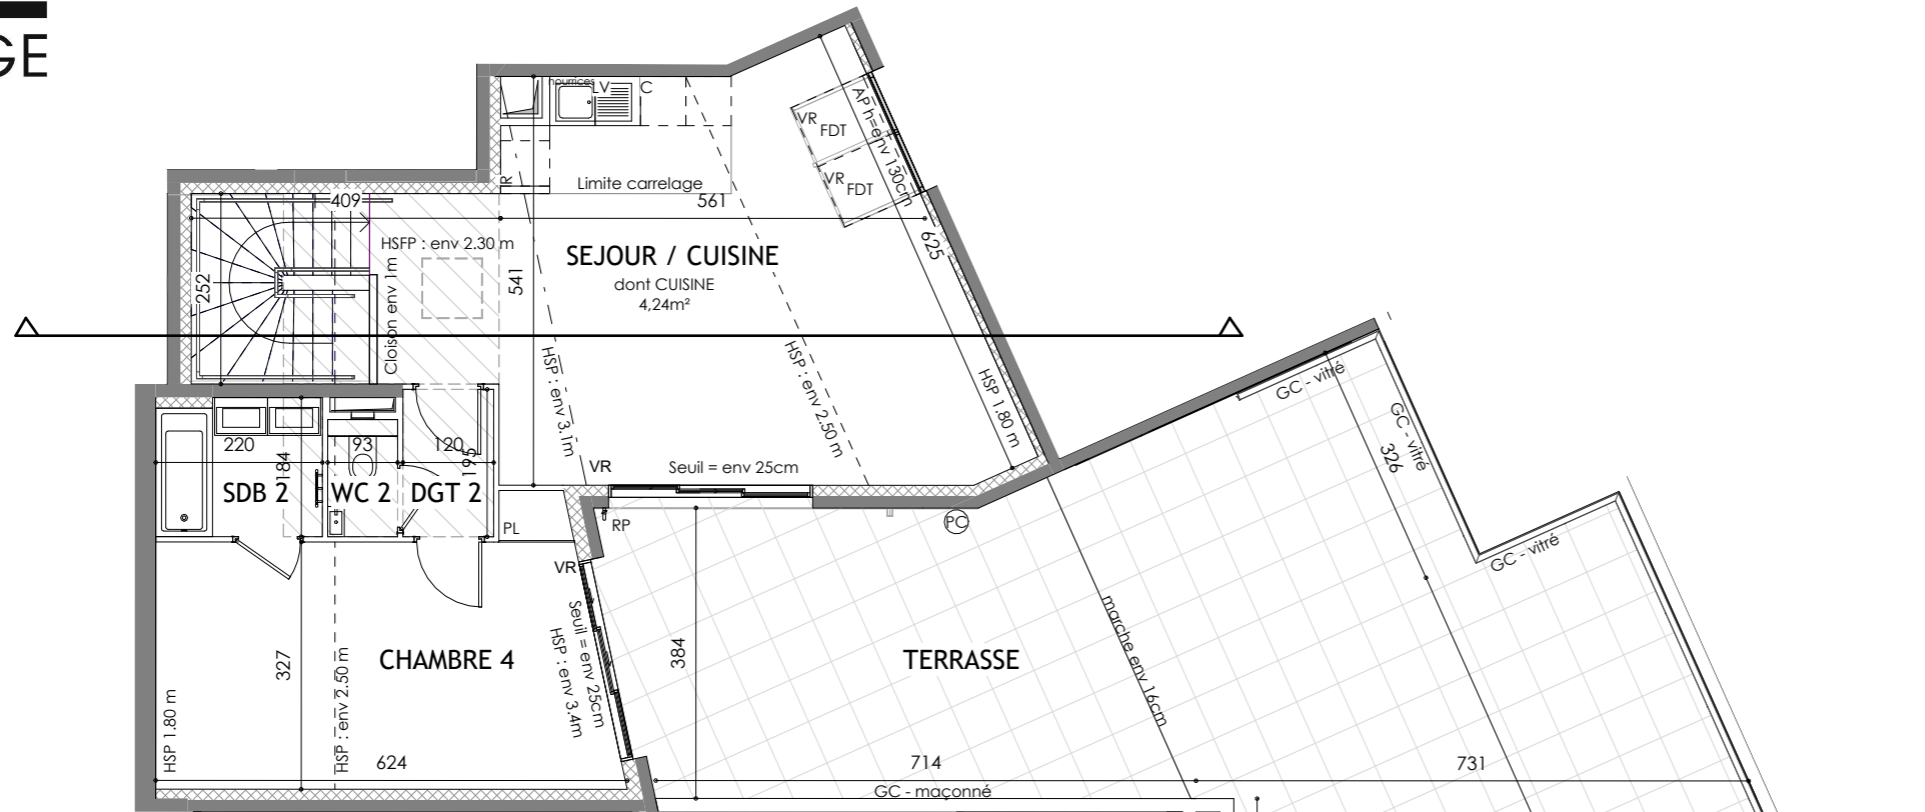 GE
nourrices
LV
C
R
Limite carrelage
VR
FDT
VR
FDT
AP h=env 130cm
409
561
625
HSFP : env 2.30 m
SEJOUR / CUISINE
dont CUISINE
4,24m²
252
Cloison env 1m
541
HSP : env 3.1m
HSP : env 2.50 m
HSP 1.80 m
GC - vitré
GC - vitré
326
GC - vitré
220
184
93
120
195
VR
Seuil = env 25cm
SDB 2
WC 2
DGT 2
PL
RP
PC
VR
Seuil = env 25cm
HSP : env 3.4m
marche env 16cm
327
CHAMBRE 4
384
TERRASSE
HSP 1.80 m
HSP : env 2.50 m
624
714
731
GC - maçonné